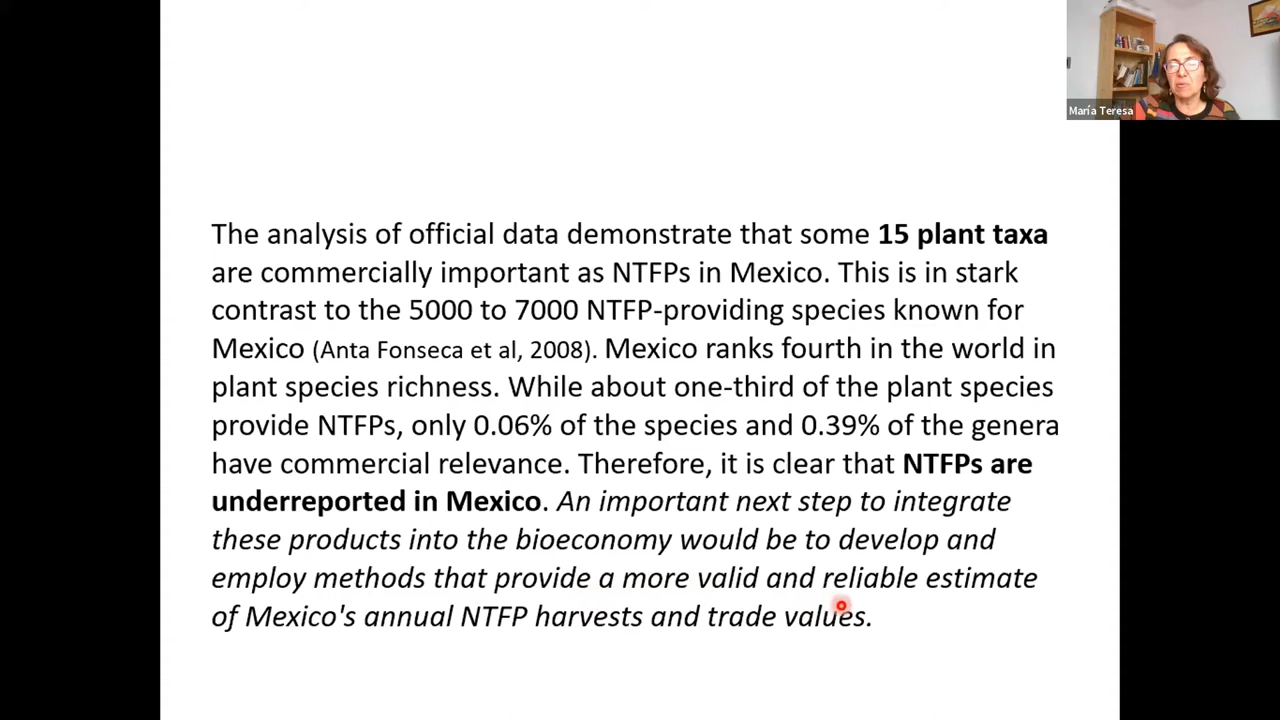 María Teresa
The analysis of official data demonstrate that some 15 plant taxa
are commercially important as NTFPs in Mexico. This is in stark
contrast to the 5000 to 7000 NTFP-providing species known for
Mexico (Anta Fonseca et al, 2008). Mexico ranks fourth in the world in
plant species richness. While about one-third of the plant species
provide NTFPs, only 0.06% of the species and 0.39% of the genera
have commercial relevance. Therefore, it is clear that NTFPs are
underreported in Mexico. An important next step to integrate
these products into the bioeconomy would be to develop and
employ methods that provide a more valid and reliable estimate
of Mexico's annual NTFP harvests and trade values.